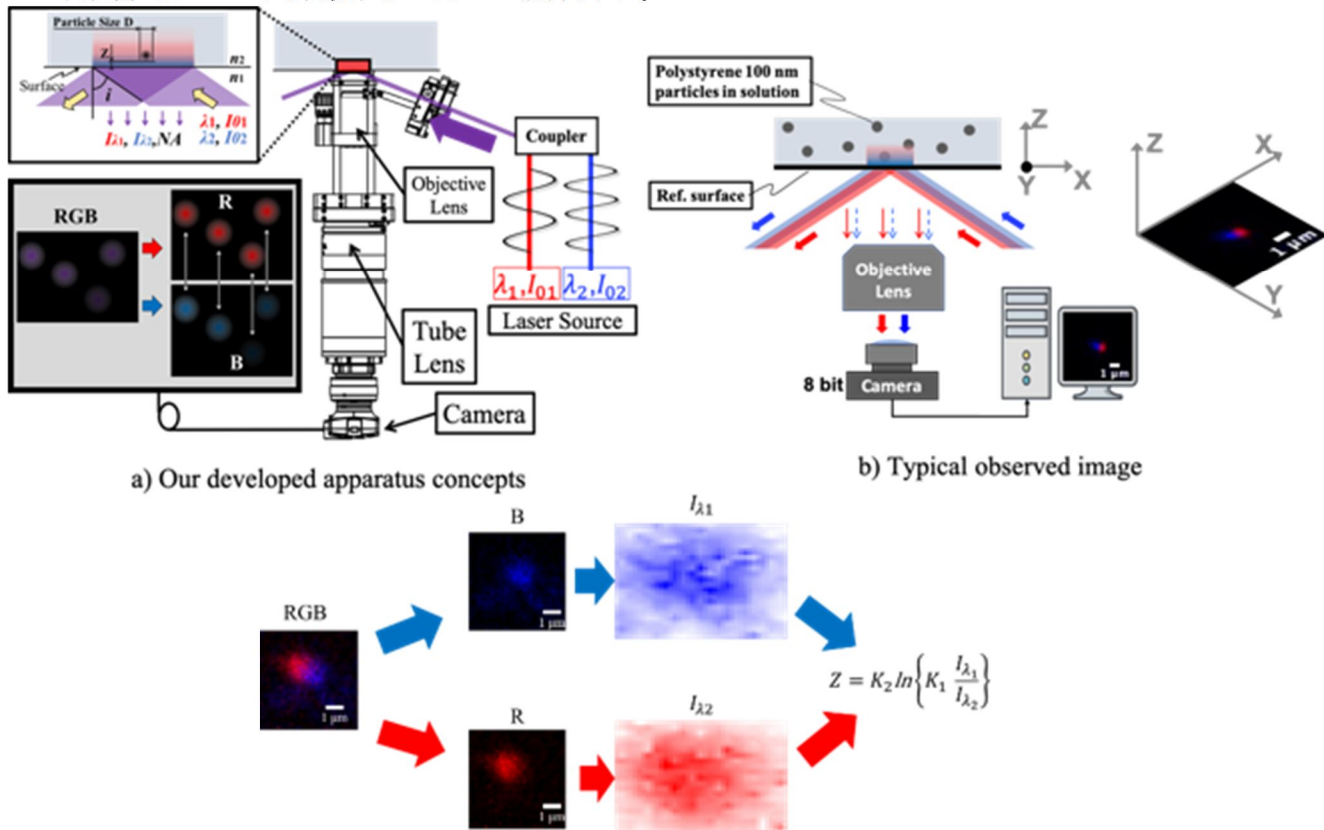 Particle Size D
Z
n2
n1
Surface
i
Iλ1, Iλ2, NA
λ1, I01
λ2, I02
Coupler
Objective
Lens
RGB
R
B
λ1, I01
λ2, I02
Laser Source
Tube
Lens
Camera
a) Our developed apparatus concepts
Polystyrene 100 nm
particles in solution
Ref. surface
Z
Y
X
Objective
Lens
8 bit
Camera
1 μm
Z
X
Y
1 μm
b) Typical observed image
RGB
1 μm
B
1 μm
Iλ1
R
1 μm
Iλ2
Z = K2 ln{K1 Iλ1/Iλ2}